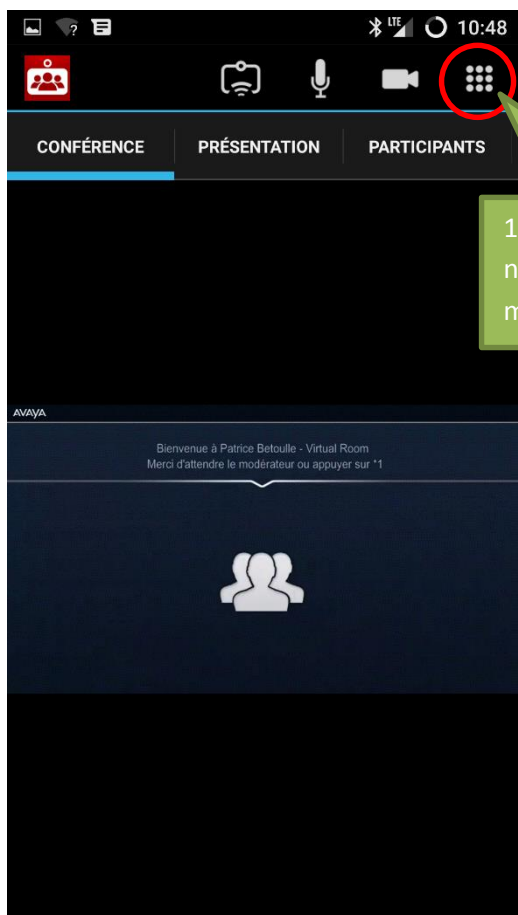 LTE 10:48
CONFÉRENCE PRÉSENTATION PARTICIPANTS
1
AVAYA
Bienvenue à Patrice Betoulle - Virtual Room
Merci d'attendre le modérateur ou appuyer sur *1